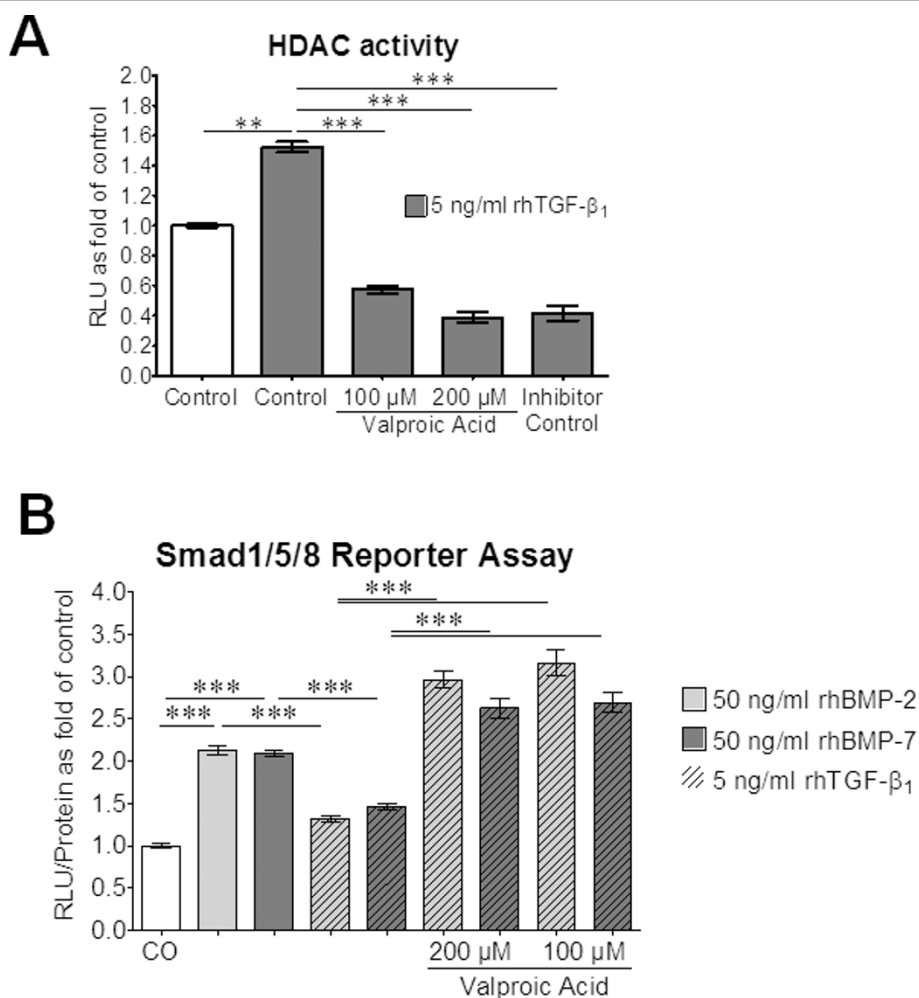 A
HDAC activity
RLU as fold of control
2.0
1.8
1.6
1.4
1.2
1.0
0.8
0.6
0.4
0.2
0.0
***
***
** ***
5 ng/ml rhTGF-β1
Control Control 100 µM 200 µM Inhibitor
Valproic Acid Control
B
Smad1/5/8 Reporter Assay
RLU/Protein as fold of control
4.0
3.5
3.0
2.5
2.0
1.5
1.0
0.5
0.0
***
***
*** ***
*** ***
50 ng/ml rhBMP-2
50 ng/ml rhBMP-7
5 ng/ml rhTGF-β1
CO 200 µM 100 µM
Valproic Acid